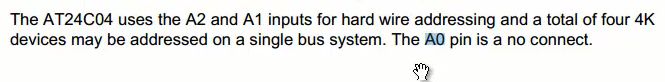 The AT24C04 uses the A2 and A1 inputs for hard wire addressing and a total of four 4K
devices may be addressed on a single bus system. The A0 pin is a no connect.